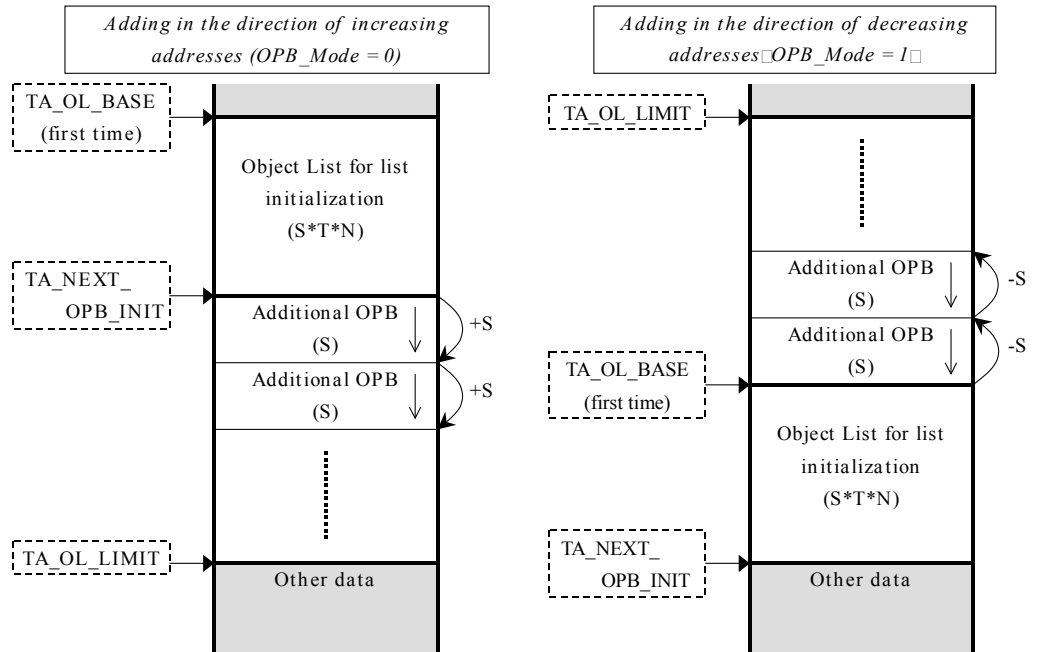 Adding in the direction of increasing
addresses (OPB_Mode = 0)
TA_OL_BASE
(first time)
Object List for list
initialization
(S*T*N)
TA_NEXT_
OPB_INIT
Additional OPB
(S)
+S
Additional OPB
(S)
+S
TA_OL_LIMIT
Other data
Adding in the direction of decreasing
addresses□OPB_Mode = 1□
TA_OL_LIMIT
Additional OPB
(S)
-S
Additional OPB
(S)
-S
TA_OL_BASE
(first time)
Object List for list
initialization
(S*T*N)
TA_NEXT_
OPB_INIT
Other data